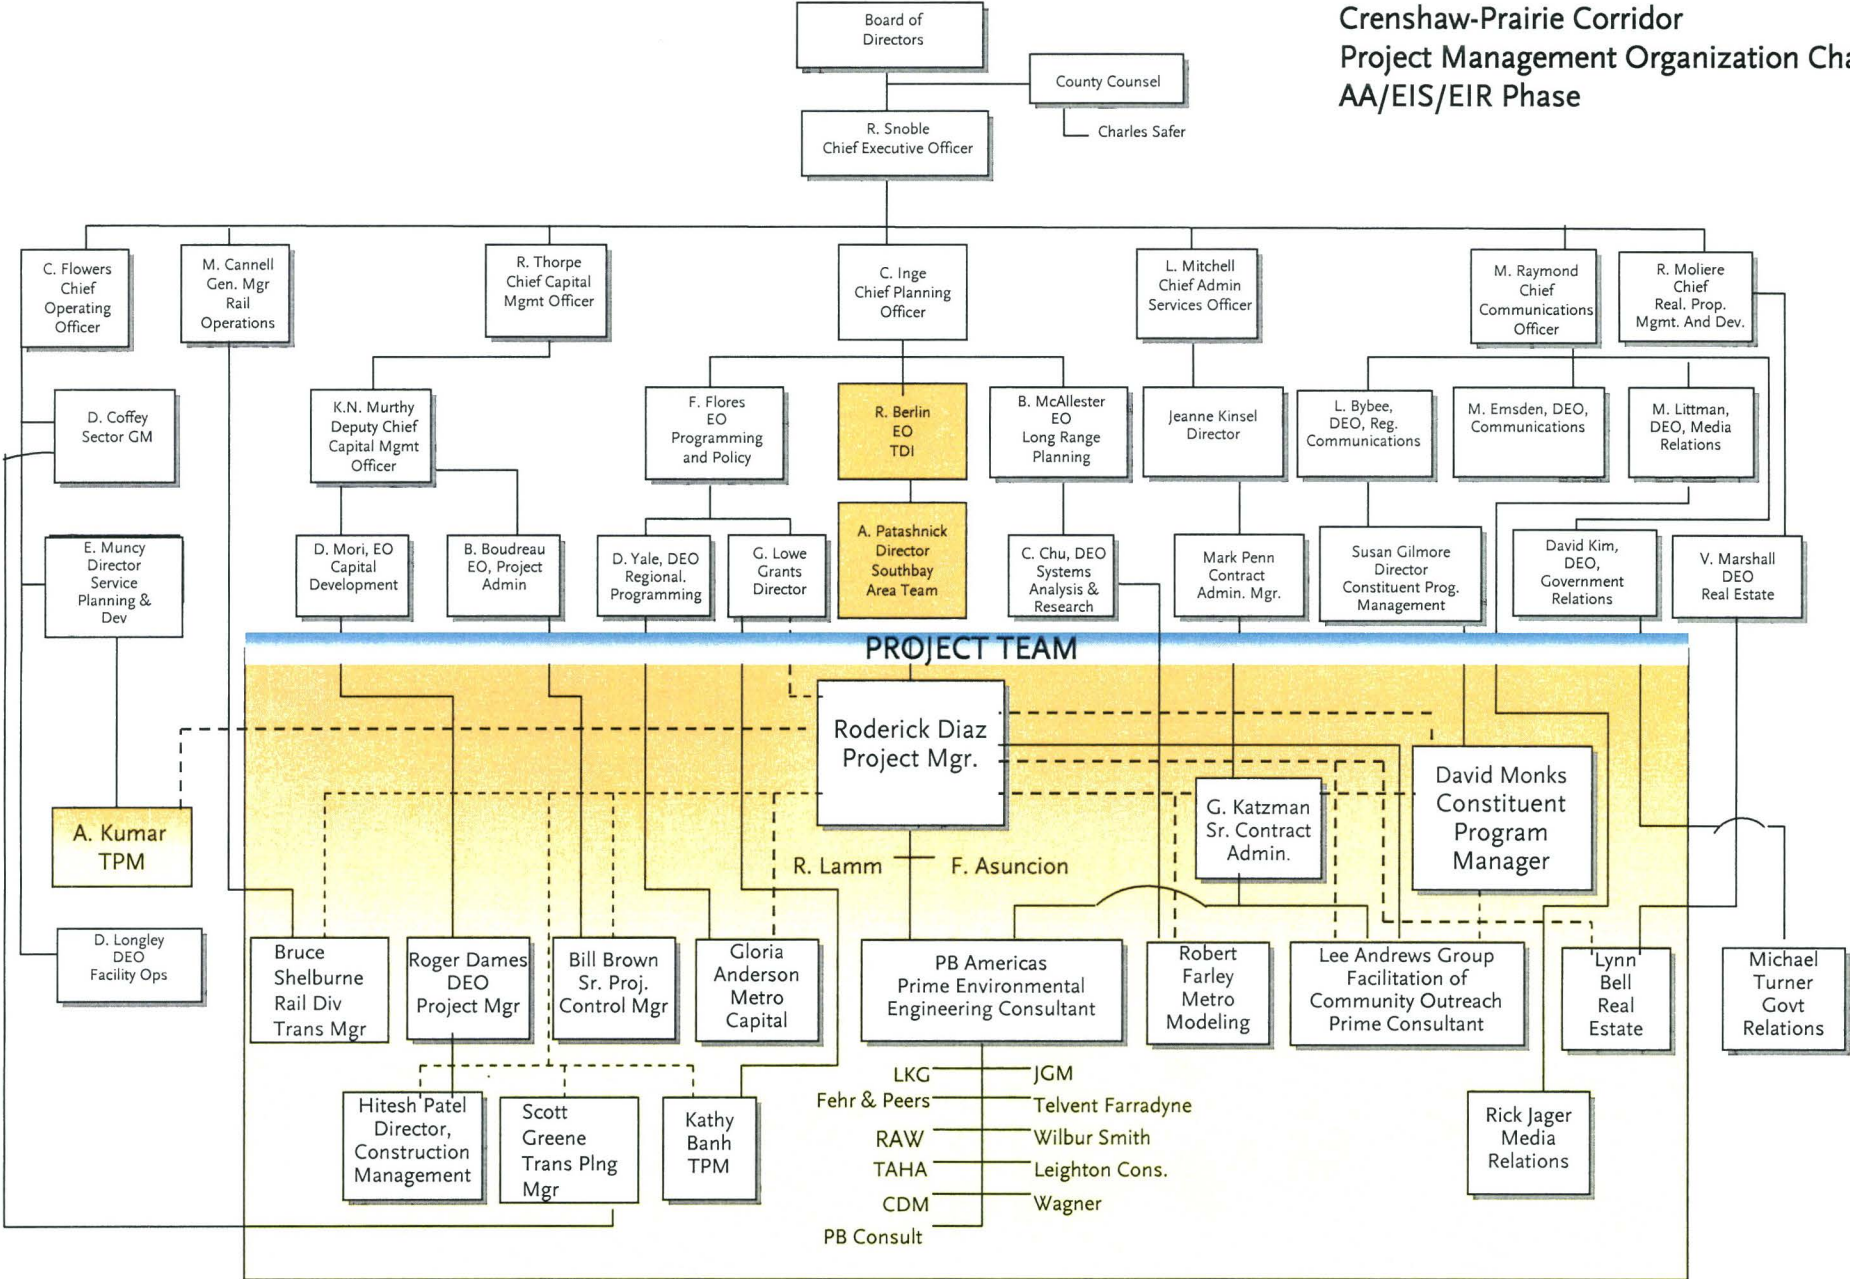 Crenshaw-Prairie Corridor
Project Management Organization Cha
AA/EIS/EIR Phase
Board of
Directors
County Counsel
Charles Safer
R. Snoble
Chief Executive Officer
C. Flowers
Chief
Operating
Officer
M. Cannell
Gen. Mgr
Rail
Operations
R. Thorpe
Chief Capital
Mgmt Officer
C. Inge
Chief Planning
Officer
L. Mitchell
Chief Admin
Services Officer
M. Raymond
Chief
Communications
Officer
R. Moliere
Chief
Real. Prop.
Mgmt. And Dev.
D. Coffey
Sector GM
K.N. Murthy
Deputy Chief
Capital Mgmt
Officer
F. Flores
EO
Programming
and Policy
R. Berlin
EO
TDI
B. McAllester
EO
Long Range
Planning
Jeanne Kinsel
Director
L. Bybee,
DEO, Reg.
Communications
M. Emsden, DEO,
Communications
M. Littman,
DEO, Media
Relations
E. Muncy
Director
Service
Planning &
Dev
D. Mori, EO
Capital
Development
B. Boudreau
EO, Project
Admin
D. Yale, DEO
Regional.
Programming
G. Lowe
Grants
Director
A. Patashnick
Director
Southbay
Area Team
C. Chu, DEO
Systems
Analysis &
Research
Mark Penn
Contract
Admin. Mgr.
Susan Gilmore
Director
Constituent Prog.
Management
David Kim,
DEO,
Government
Relations
V. Marshall
DEO
Real Estate
PROJECT TEAM
Roderick Diaz
Project Mgr.
A. Kumar
TPM
G. Katzman
Sr. Contract
Admin.
David Monks
Constituent
Program
Manager
R. Lamm
F. Asuncion
D. Longley
DEO
Facility Ops
Bruce
Shelburne
Rail Div
Trans Mgr
Roger Dames
DEO
Project Mgr
Bill Brown
Sr. Proj.
Control Mgr
Gloria
Anderson
Metro
Capital
PB Americas
Prime Environmental
Engineering Consultant
Robert
Farley
Metro
Modeling
Lee Andrews Group
Facilitation of
Community Outreach
Prime Consultant
Lynn
Bell
Real
Estate
Michael
Turner
Govt
Relations
Hitesh Patel
Director,
Construction
Management
Scott
Greene
Trans Plng
Mgr
Kathy
Banh
TPM
LKG
JGM
Fehr & Peers
Telvent Farradyne
RAW
Wilbur Smith
TAHA
Leighton Cons.
CDM
Wagner
PB Consult
Rick Jager
Media
Relations